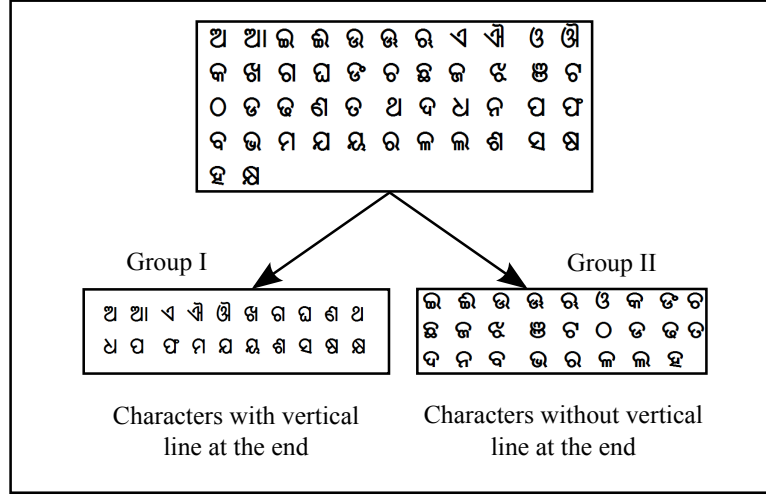 ଅ ଆ ଇ ଈ ଉ ଊ ଋ ଏ ଐ ଓ ଔ
କ ଖ ଗ ଘ ଙ ଚ ଛ ଜ ଝ ଞ ଟ
ଠ ଡ ଢ ଣ ତ ଥ ଦ ଧ ନ ପ ଫ
ବ ଭ ମ ଯ ୟ ର ଳ ଲ ଶ ସ ଷ
ହ କ୍ଷ
Group I
ଅ ଆ ଏ ଐ ଔ ଖ ଗ ଘ ଣ ଥ
ଧ ପ ଫ ମ ଯ ୟ ଶ ସ ଷ କ୍ଷ
Characters with vertical
line at the end
Group II
ଇ ଈ ଉ ଊ ଋ ଓ କ ଙ ଚ
ଛ ଜ ଝ ଞ ଟ ଠ ଡ ଢ ତ
ଦ ନ ବ ଭ ର ଳ ଲ ହ
Characters without vertical
line at the end